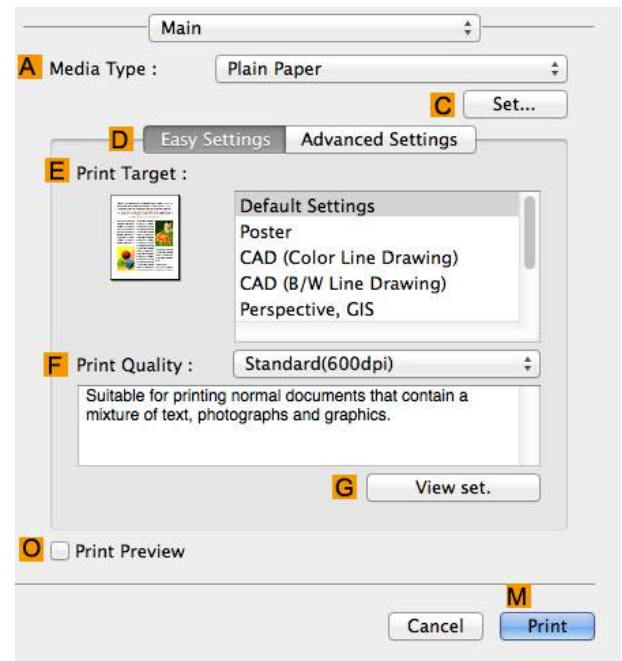 Main
A Media Type : Plain Paper
C Set...
D Easy Settings Advanced Settings
E Print Target :
Default Settings
Poster
CAD (Color Line Drawing)
CAD (B/W Line Drawing)
Perspective, GIS
F Print Quality : Standard(600dpi)
Suitable for printing normal documents that contain a
mixture of text, photographs and graphics.
G View set.
O Print Preview
M
Cancel Print